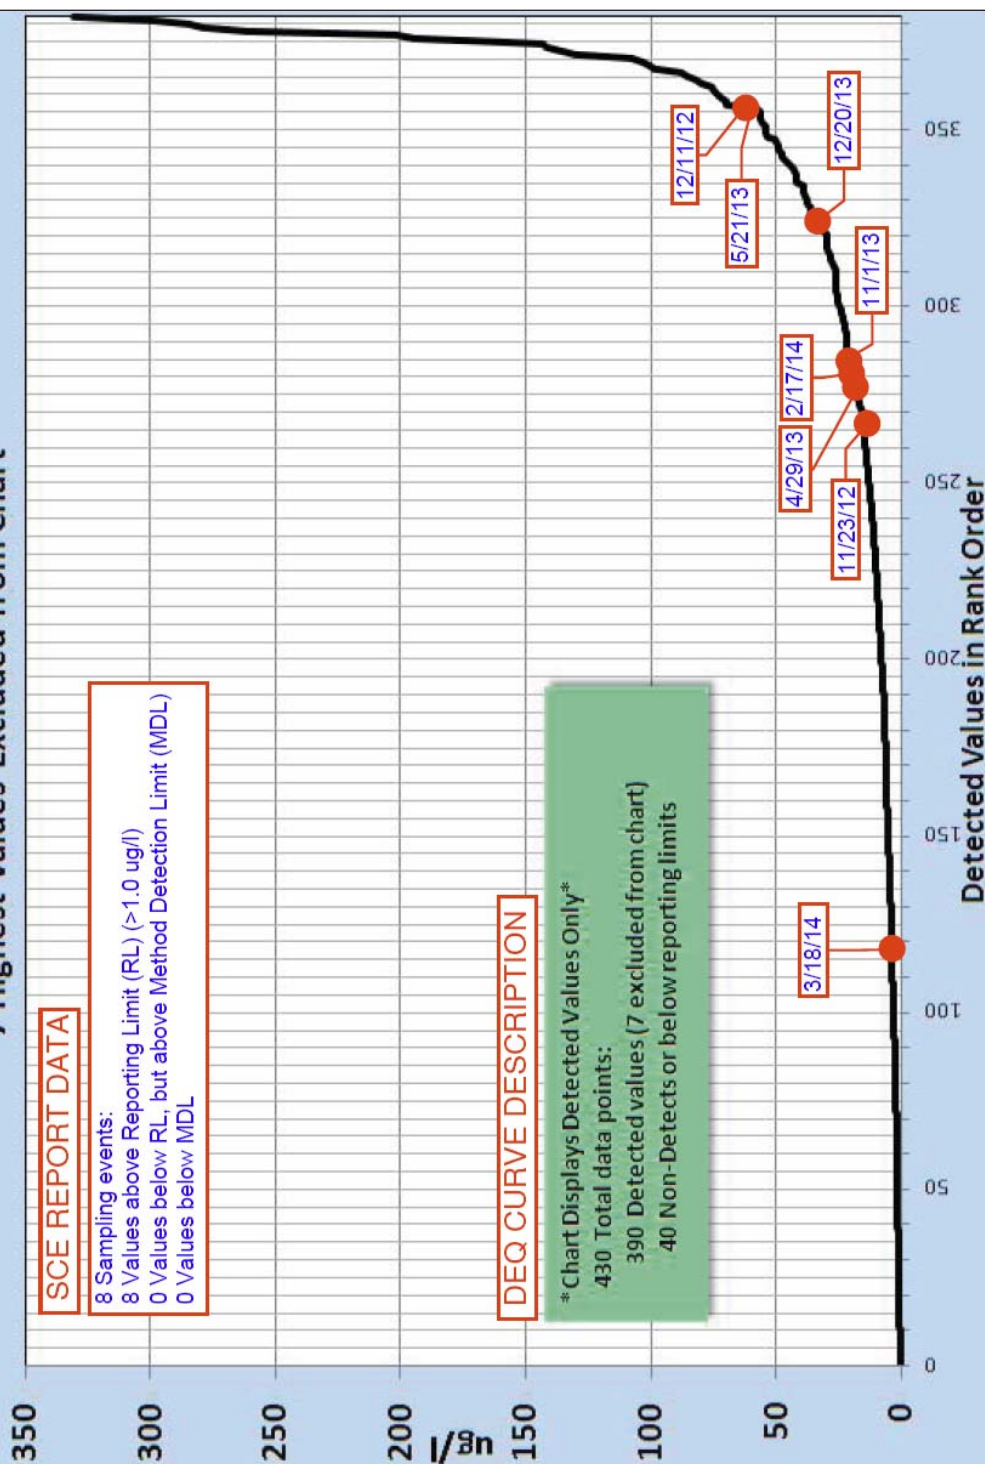 SCE REPORT DATA
8 Sampling events:
8 Values above Reporting Limit (RL) (>1.0 ug/l)
0 Values below RL, but above Method Detection Limit (MDL)
0 Values below MDL
DEQ CURVE DESCRIPTION
*Chart Displays Detected Values Only*
430 Total data points:
390 Detected values (7 excluded from chart)
40 Non-Detects or below reporting limits
350
300
250
200
150
100
50
0
ug/l
3/18/14
11/23/12
4/29/13
2/17/14
11/1/13
12/20/13
5/21/13
12/11/12
0
50
100
150
200
250
300
350
Detected Values in Rank Order